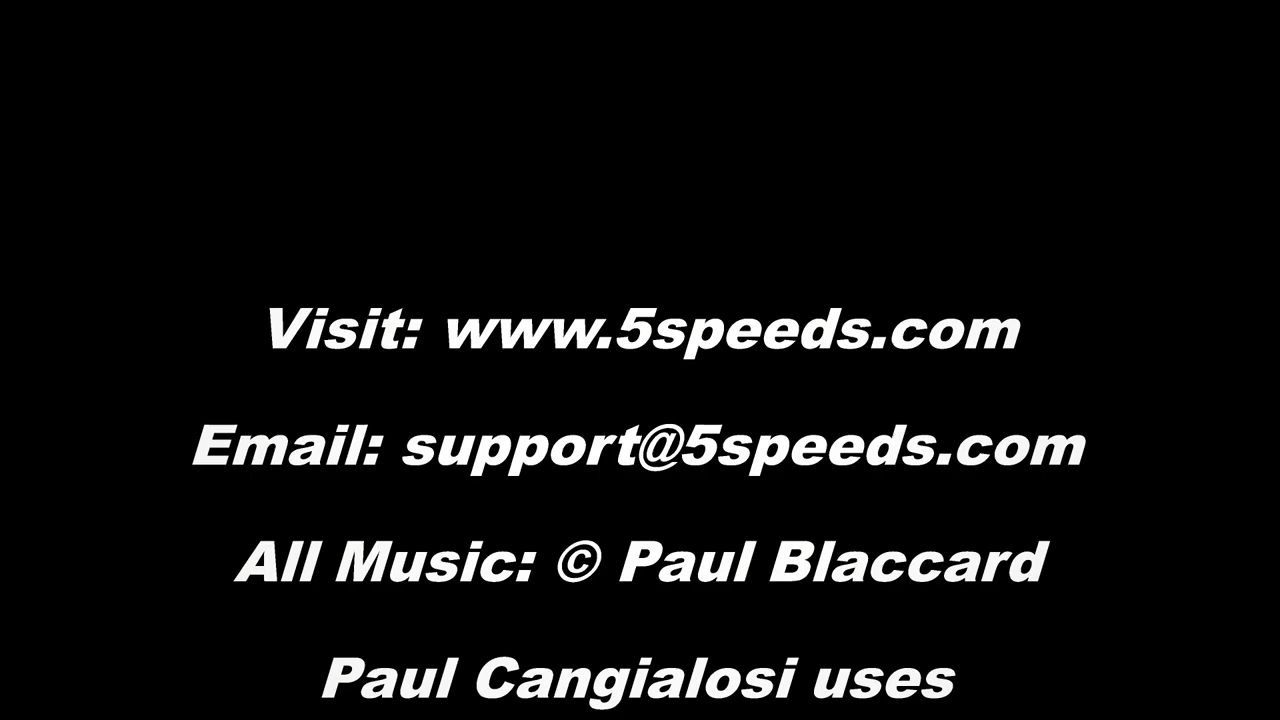 Visit: www.5speeds.com
Email: support@5speeds.com
All Music: © Paul Blaccard
Paul Cangialosi uses